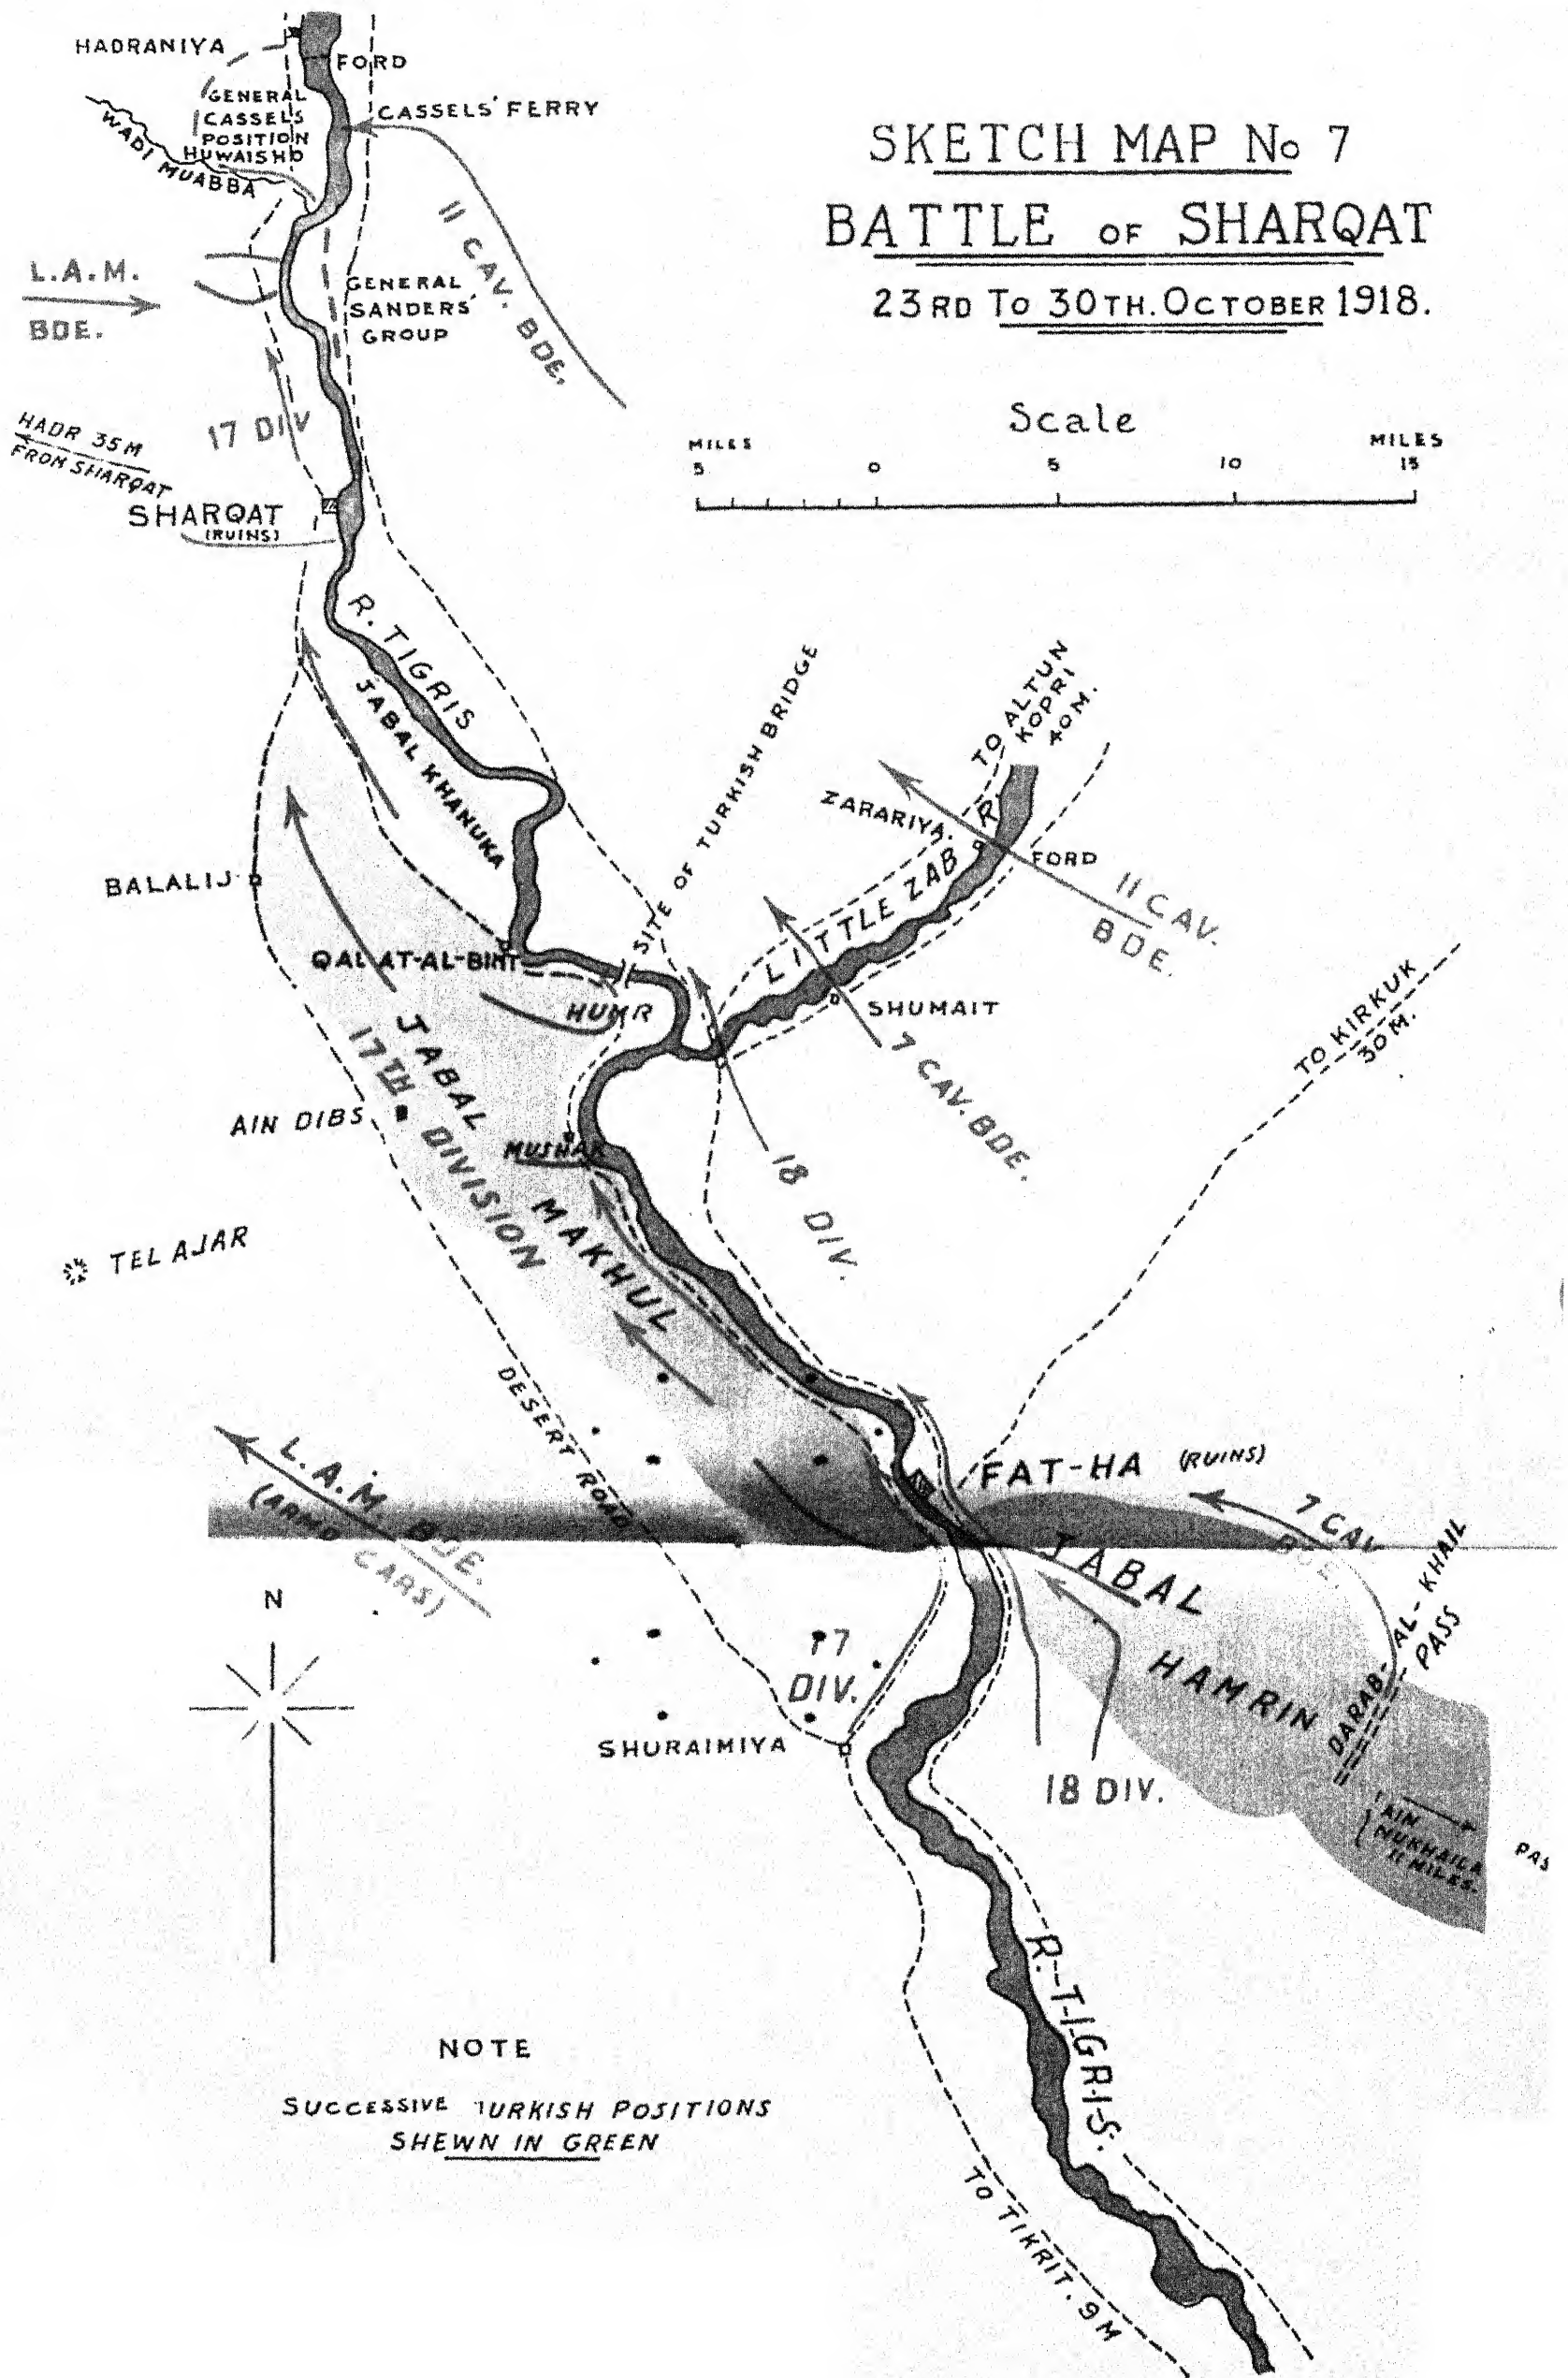 SKETCH MAP No 7
BATTLE OF SHARQAT
23RD TO 30TH. OCTOBER 1918.
Scale
MILES
MILES
5 0 5 10 15
HADRANIYA
FORD
GENERAL
CASSELS
POSITION
HUWAISH
CASSELS' FERRY
WADI MUABBA
11 CAV. BDE.
L.A.M.
BDE.
GENERAL
SANDERS'
GROUP
17 DIV
HADR 35M
FROM SHARQAT
SHARQAT
(RUINS)
R. TIGRIS
JABAL KHANUKA
SITE OF TURKISH BRIDGE
TO ALTUN
KOPRI
40M.
ZARARIYA.
LITTLE ZAB R
FORD
11 CAV.
BDE.
BALALIJ
QALAT-AL-BINT
HUMR
SHUMAIT
7 CAV. BDE.
TO KIRKUK
30M.
JABAL MAKHUL
17TH DIVISION
AIN DIBS
MUSHAK
18 DIV.
TEL AJAR
DESERT ROAD
L.A.M. BDE.
(ARMD CARS)
FAT-HA (RUINS)
7 CAV
BDE.
JABAL
HAMRIN
DARAB-AL-KHAIL
PASS
N
17
DIV.
SHURAIMIYA
18 DIV.
AIN
NUKHAILA
11 MILES.
PAS
R. TIGRIS.
NOTE
SUCCESSIVE TURKISH POSITIONS
SHEWN IN GREEN
TO TIKRIT. 9M